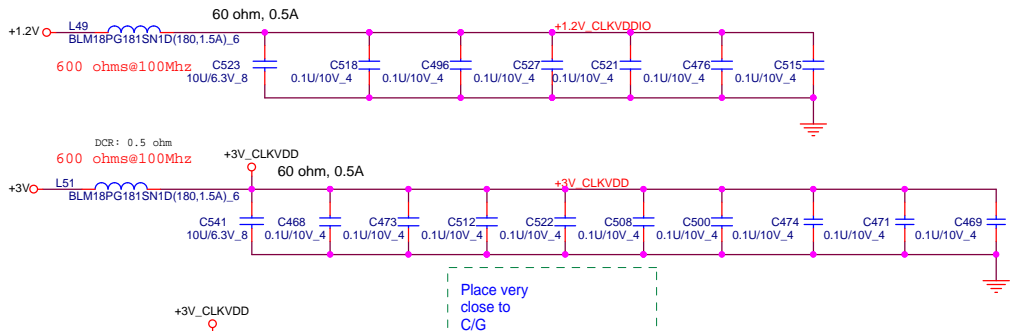 60 ohm, 0.5A
+1.2V
L49
BLM18PG181SN1D(180,1.5A)_6
+1.2V_CLKVDDIO
600 ohms@100Mhz
C523
10U/6.3V_8
C518
0.1U/10V_4
C496
0.1U/10V_4
C527
0.1U/10V_4
C521
0.1U/10V_4
C476
0.1U/10V_4
C515
0.1U/10V_4
DCR: 0.5 ohm
600 ohms@100Mhz
+3V_CLKVDD
60 ohm, 0.5A
+3V
L51
BLM18PG181SN1D(180,1.5A)_6
+3V_CLKVDD
C541
10U/6.3V_8
C468
0.1U/10V_4
C473
0.1U/10V_4
C512
0.1U/10V_4
C522
0.1U/10V_4
C508
0.1U/10V_4
C500
0.1U/10V_4
C474
0.1U/10V_4
C471
0.1U/10V_4
C469
0.1U/10V_4
Place very
close to
C/G
+3V_CLKVDD